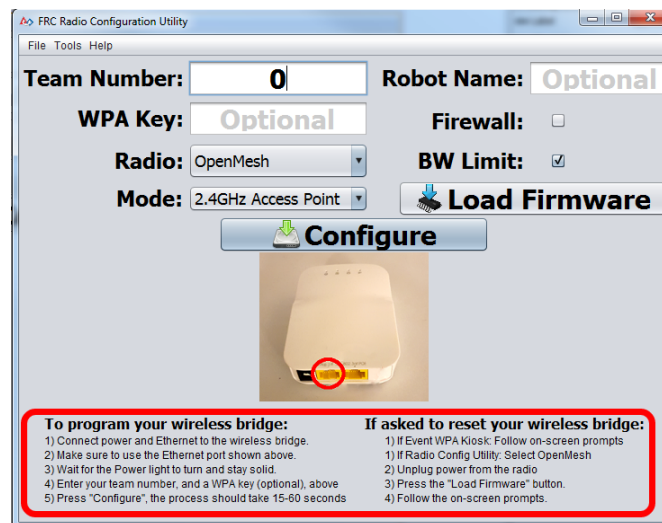 FRC Radio Configuration Utility
File Tools Help
Team Number: 0 Robot Name: Optional
WPA Key: Optional Firewall:
Radio: OpenMesh BW Limit:
Mode: 2.4GHz Access Point Load Firmware
Configure
To program your wireless bridge:
1) Connect power and Ethernet to the wireless bridge.
2) Make sure to use the Ethernet port shown above.
3) Wait for the Power light to turn and stay solid.
4) Enter your team number, and a WPA key (optional), above
5) Press "Configure", the process should take 15-60 seconds
If asked to reset your wireless bridge:
1) If Event WPA Kiosk: Follow on-screen prompts
1) If Radio Config Utility: Select OpenMesh
2) Unplug power from the radio
3) Press the "Load Firmware" button.
4) Follow the on-screen prompts.